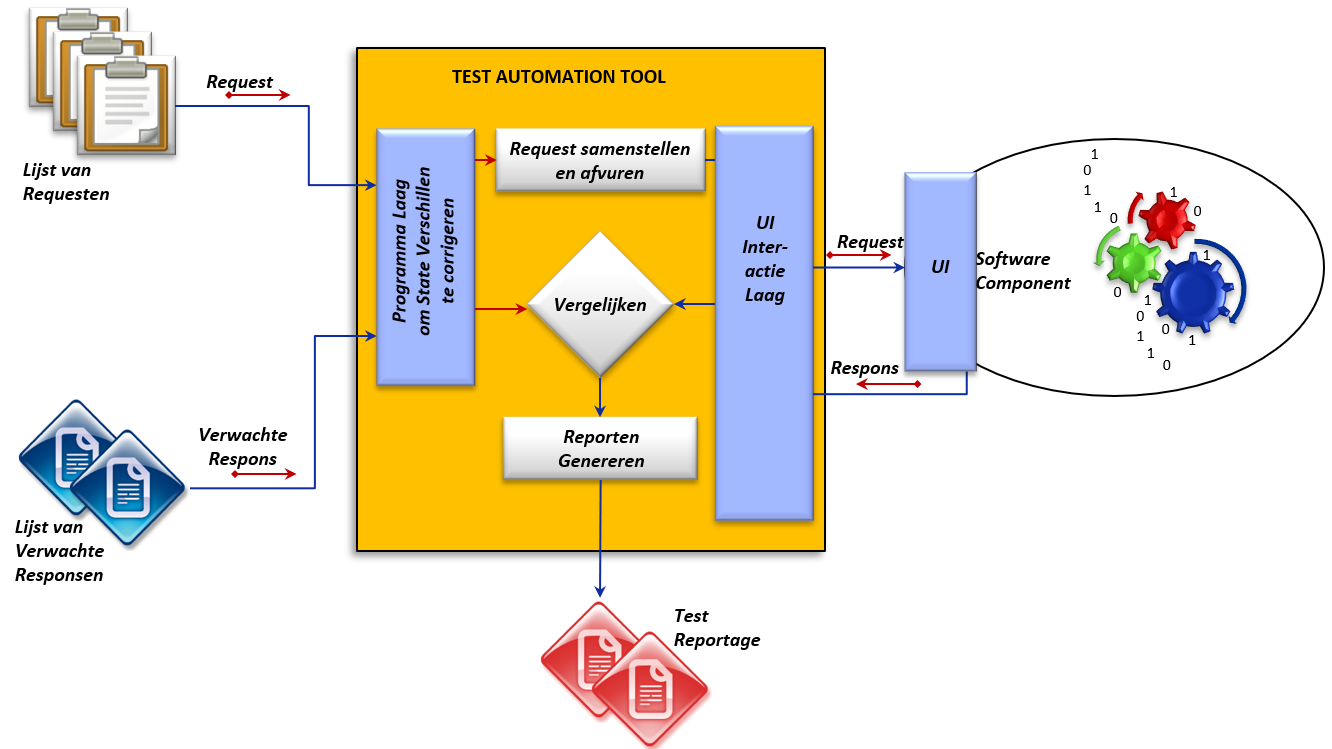 TEST AUTOMATION TOOL
Request
Lijst van
Requesten
Programma Laag
om State Verschillen
te corrigeren
Request samenstellen
en afvuren
Vergelijken
Reporten
Genereren
UI
Inter-
actie
Laag
Request
Respons
UI
Software
Component
1
0
1
1
0
1
0
1
0
1
0
0
1
1
1
0
Verwachte
Respons
Lijst van
Verwachte
Responsen
Test
Reportage